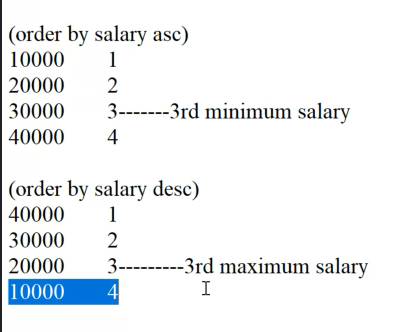 (order by salary asc)
10000 1
20000 2
30000 3-------3rd minimum salary
40000 4
(order by salary desc)
40000 1
30000 2
20000 3---------3rd maximum salary
10000 4